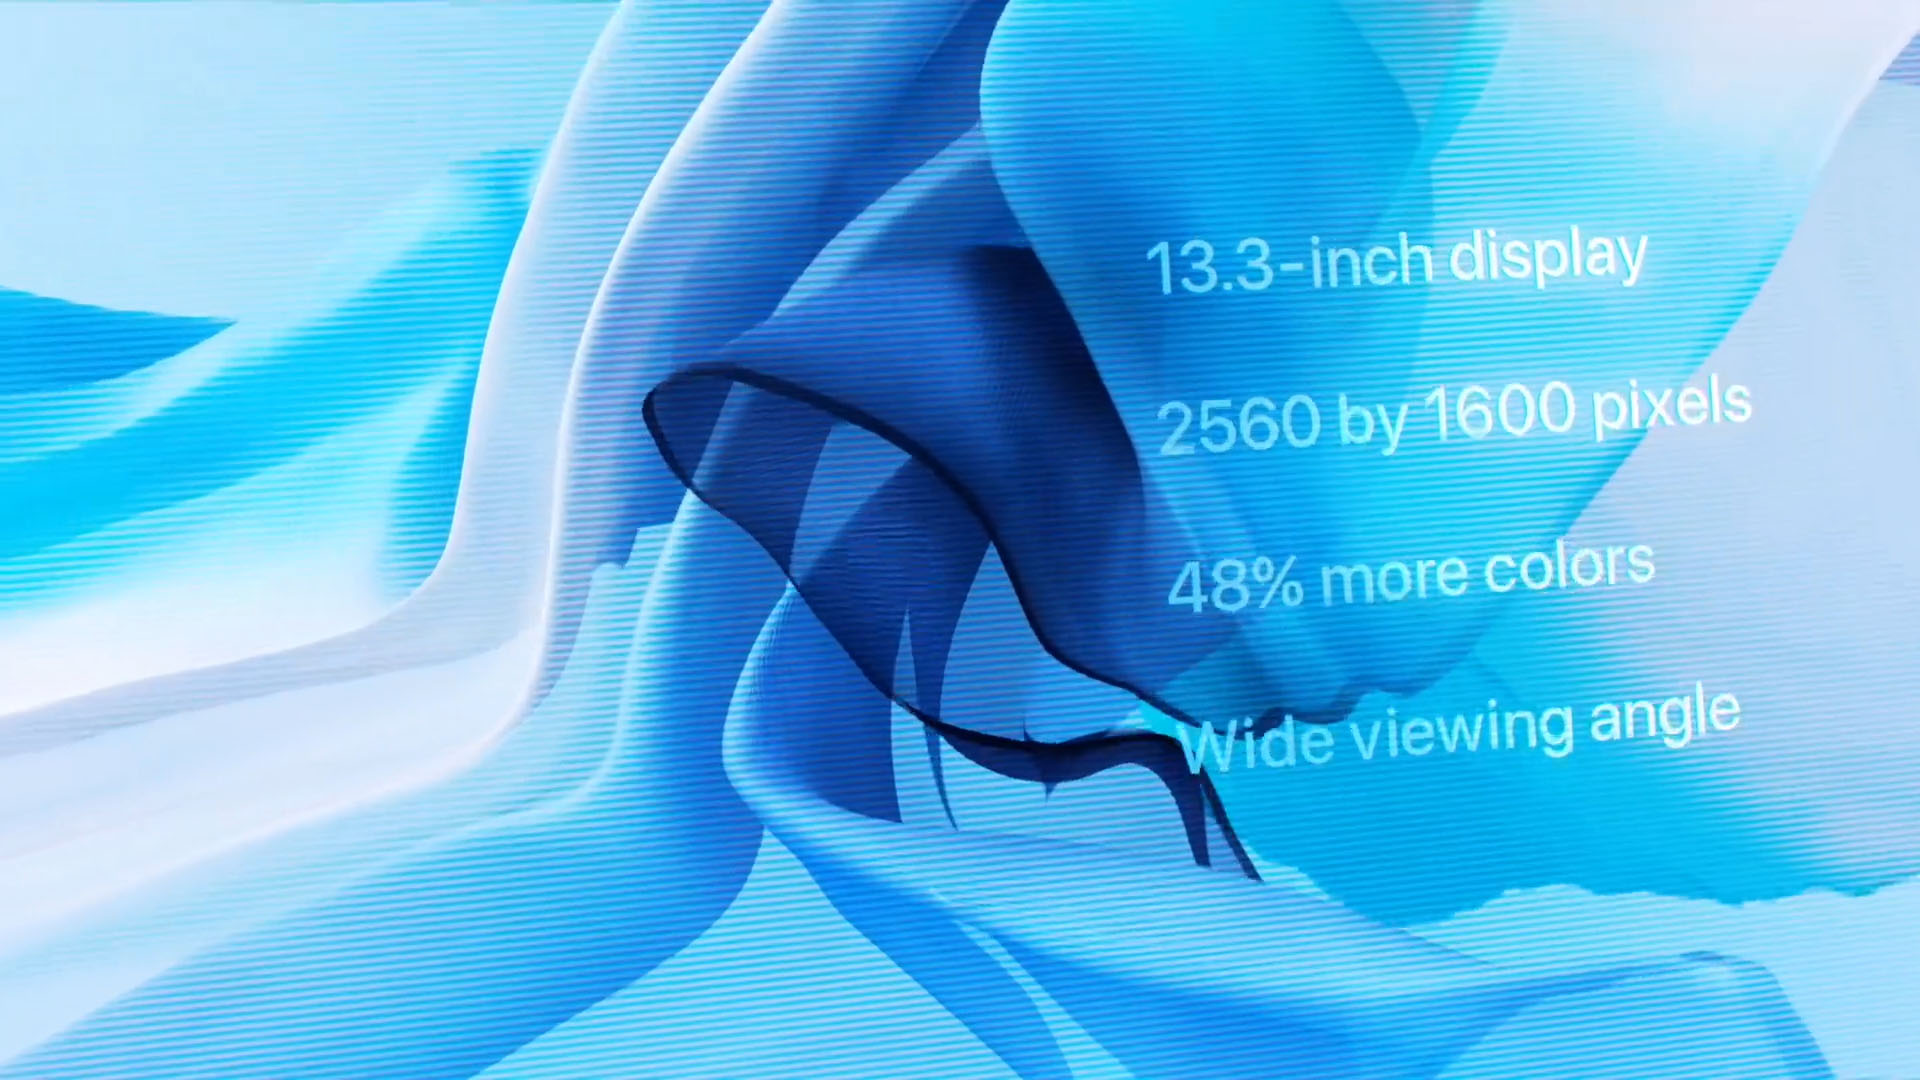 13.3-inch display
2560 by 1600 pixels
48% more colors
Wide viewing angle